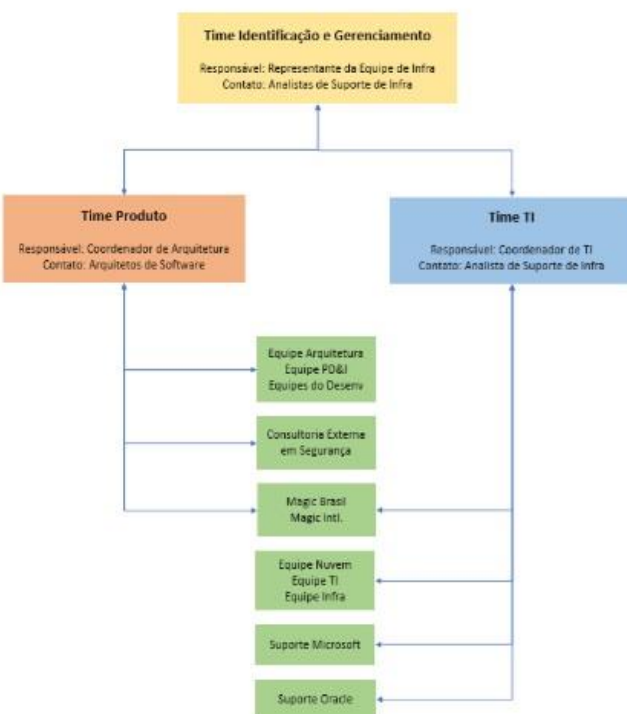 Time Identificação e Gerenciamento
Responsável: Representante da Equipe de Infra
Contato: Analistas de Suporte de Infra
Time Produto
Responsável: Coordenador de Arquitetura
Contato: Arquitetos de Software
Time TI
Responsável: Coordenador de TI
Contato: Analista de Suporte de Infra
Equipe Arquitetura
Equipe PD&I
Equipes do Desenv
Consultoria Externa
em Segurança
Magic Brasil
Magic Intl.
Equipe Nuvem
Equipe TI
Equipe Infra
Suporte Microsoft
Suporte Oracle